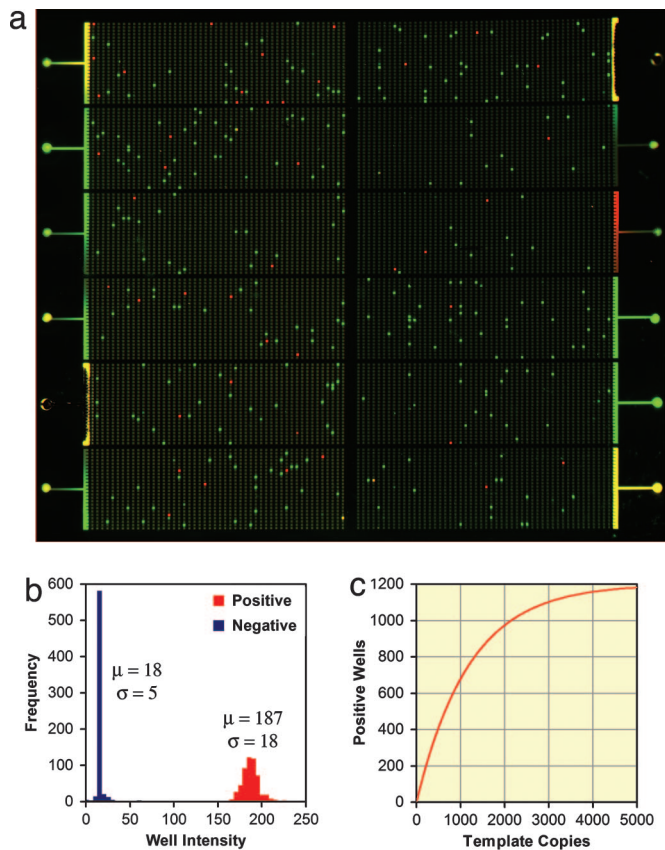 a
b
600
500
400
300
200
100
0
Frequency
Positive
Negative
μ = 18
σ = 5
μ = 187
σ = 18
0 50 100 150 200 250
Well Intensity
c
1200
1000
800
600
400
200
0
Positive Wells
0 1000 2000 3000 4000 5000
Template Copies